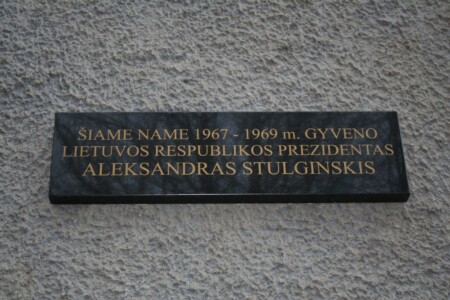 ŠIAME NAME 1967 - 1969 m. GYVENO
LIETUVOS RESPUBLIKOS PREZIDENTAS
ALEKSANDRAS STULGINSKIS